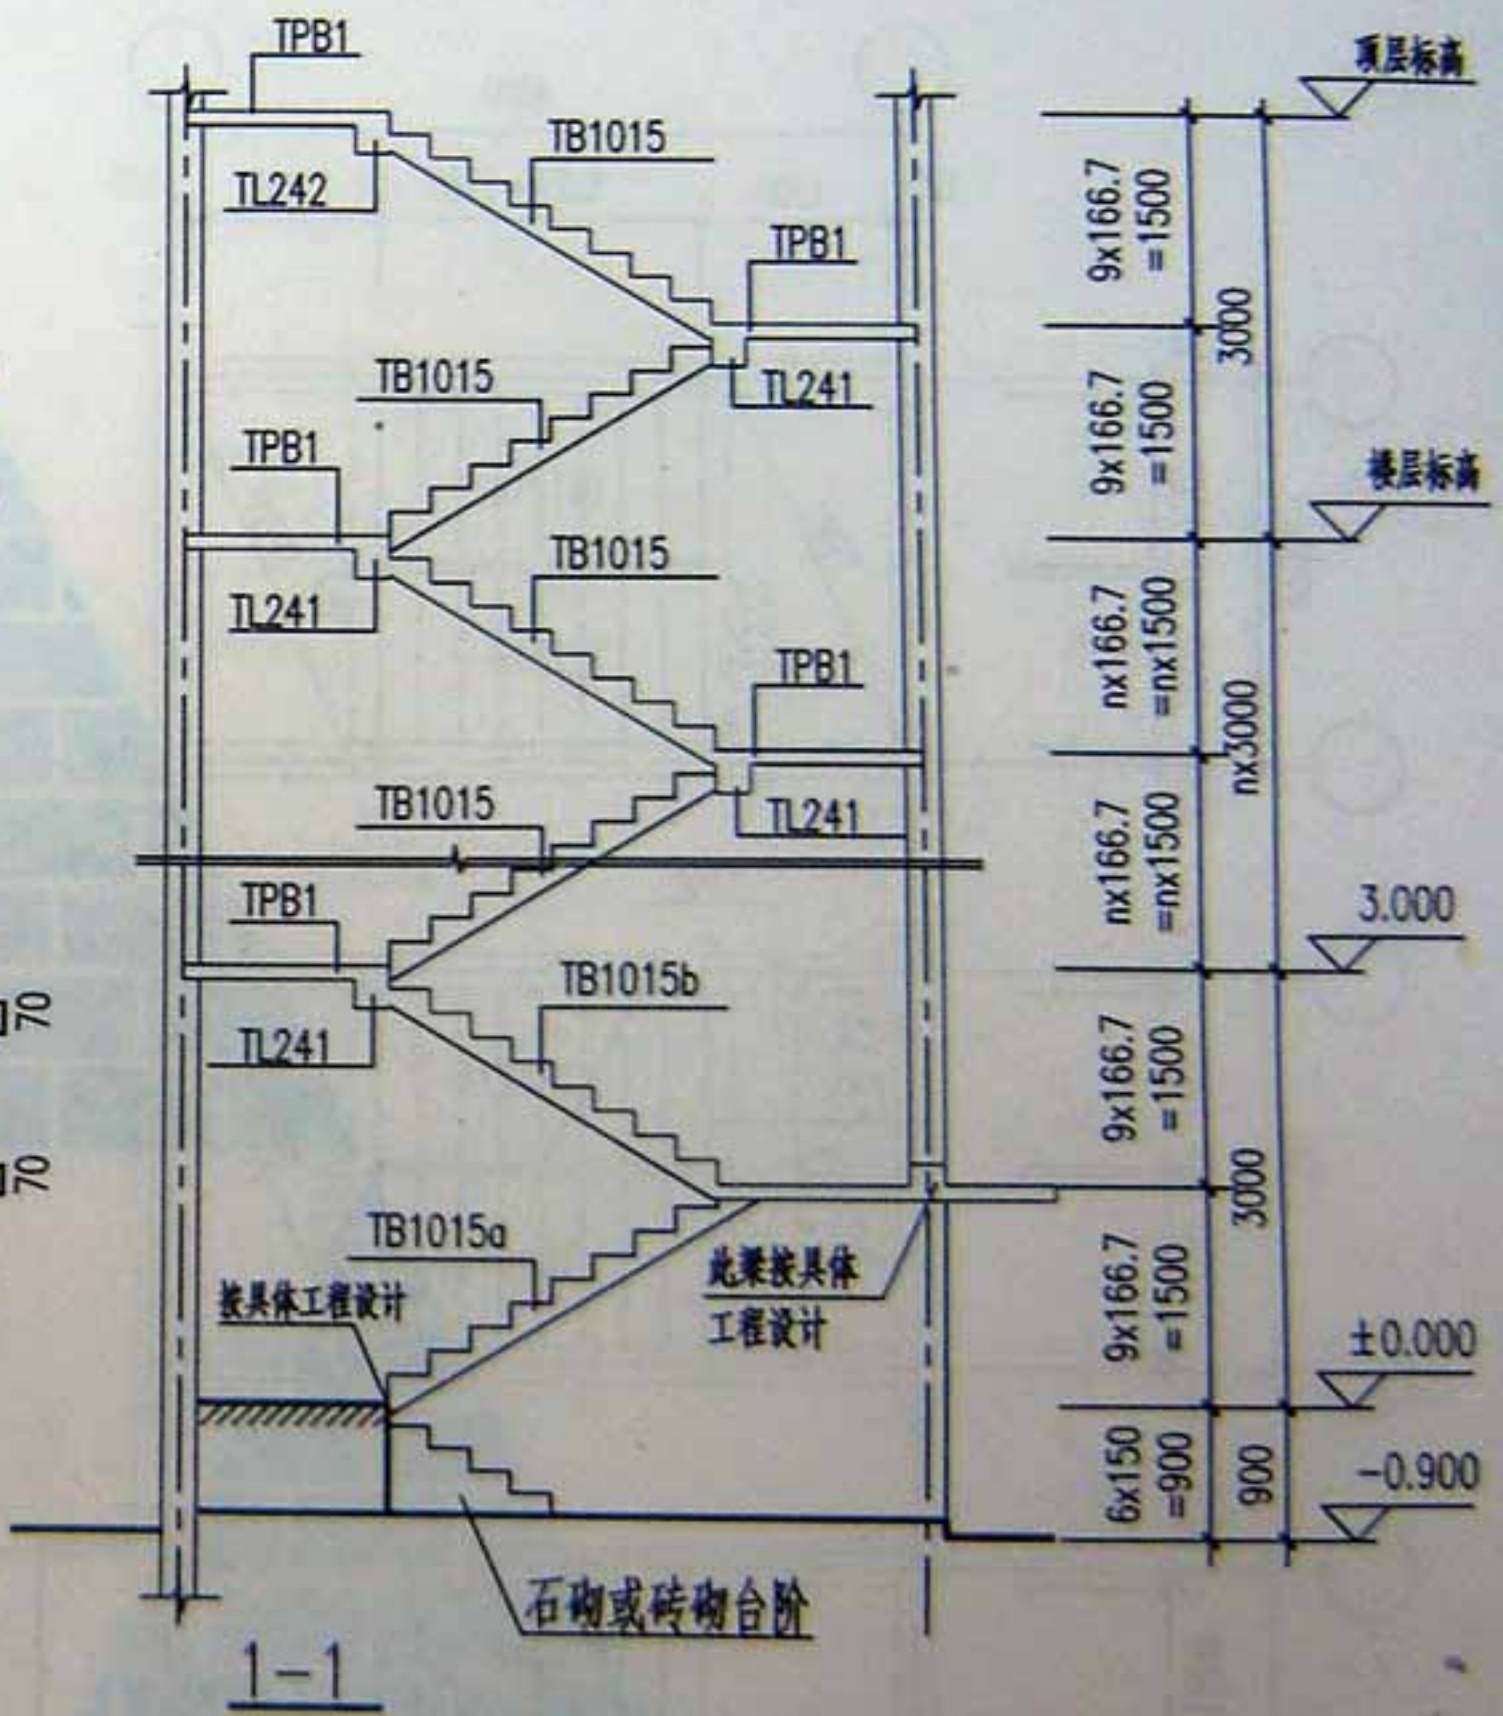 TPB1
顶层标高
TB1015
TL242
9x166.7
=1500
TPB1
3000
TB1015
TL241
9x166.7
=1500
TPB1
楼层标高
TB1015
TL241
nx166.7
=nx1500
TPB1
nx3000
TB1015
TL241
nx166.7
=nx1500
TPB1
3.000
TB1015b
70
TL241
9x166.7
=1500
70
3000
TB1015a
此梁按具体
工程设计
按具体工程设计
9x166.7
=1500
±0.000
6x150
=900
900
-0.900
石砌或砖砌台阶
1-1